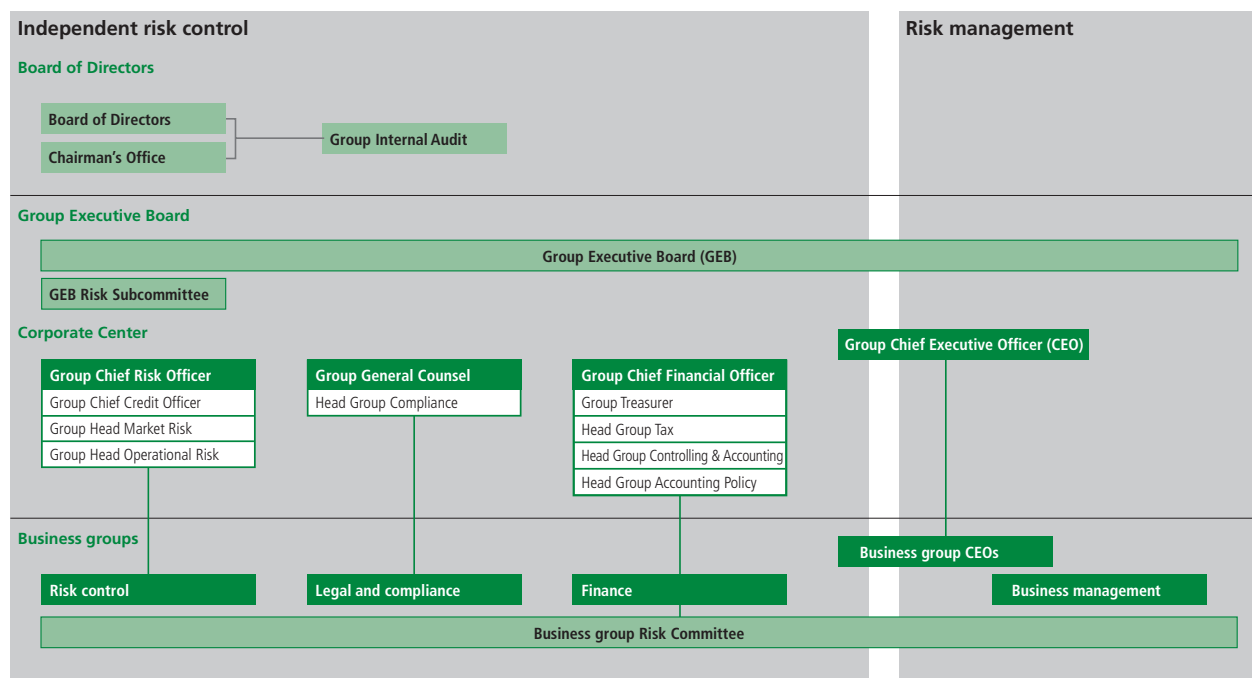 Independent risk control
Risk management
Board of Directors
Board of Directors
Chairman’s Office
Group Internal Audit
Group Executive Board
Group Executive Board (GEB)
GEB Risk Subcommittee
Corporate Center
Group Chief Executive Officer (CEO)
Group Chief Risk Officer
Group Chief Credit Officer
Group Head Market Risk
Group Head Operational Risk
Group General Counsel
Head Group Compliance
Group Chief Financial Officer
Group Treasurer
Head Group Tax
Head Group Controlling & Accounting
Head Group Accounting Policy
Business groups
Business group CEOs
Risk control
Legal and compliance
Finance
Business management
Business group Risk Committee